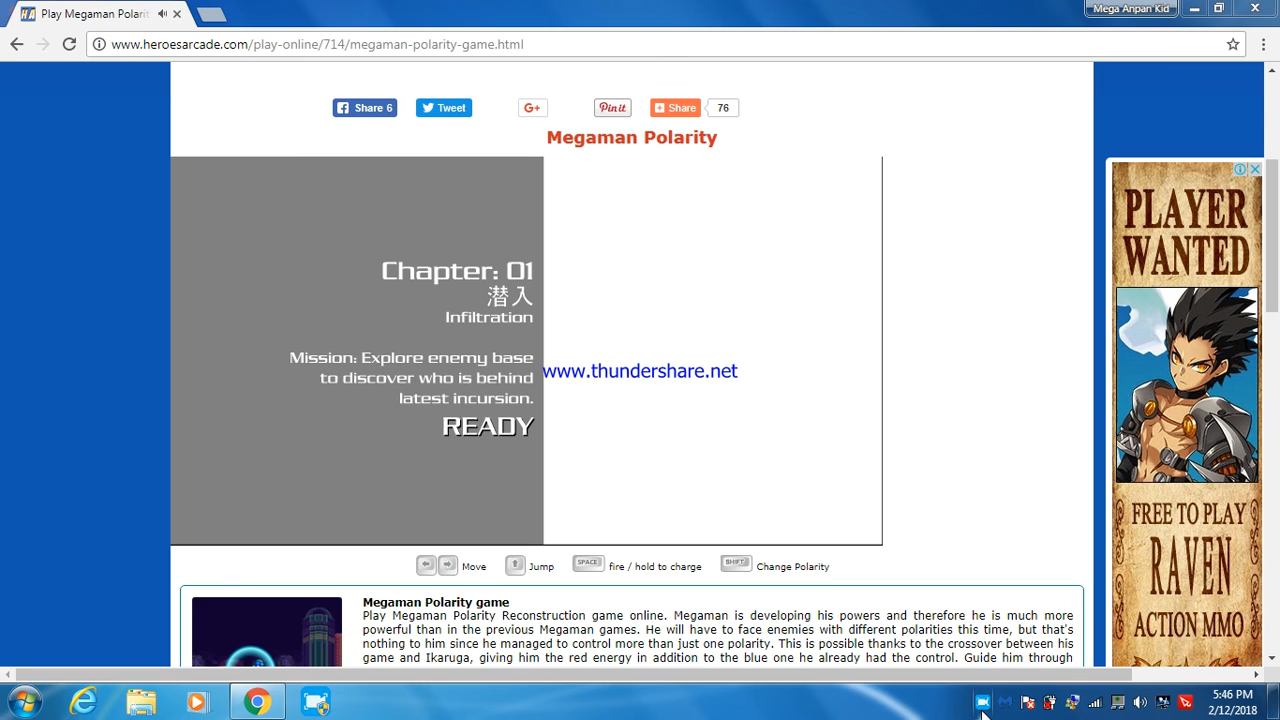 Play Megaman Polarit
Mega Anpan Kid
www.heroesarcade.com/play-online/714/megaman-polarity-game.html
Share 6
Tweet
G+
Pin it
Share
76
Megaman Polarity
PLAYER
WANTED
Chapter: 01
潜入
Infiltration
Mission: Explore enemy base
to discover who is behind
latest incursion.
READY
www.thundershare.net
FREE TO PLAY
RAVEN
ACTION MMO
Move
Jump
SPACE
fire / hold to charge
SHIFT
Change Polarity
Megaman Polarity game
Play Megaman Polarity Reconstruction game online. Megaman is developing his powers and therefore he is much more
powerful than in the previous Megaman games. He will have to face enemies with different polarities this time, but that's
nothing to him since he managed to control more than just one polarity. This is possible thanks to the crossover between his
game and Ikaruga, giving him the red energy in addition to the blue one he already had the control. Guide him through
5:46 PM
2/12/2018